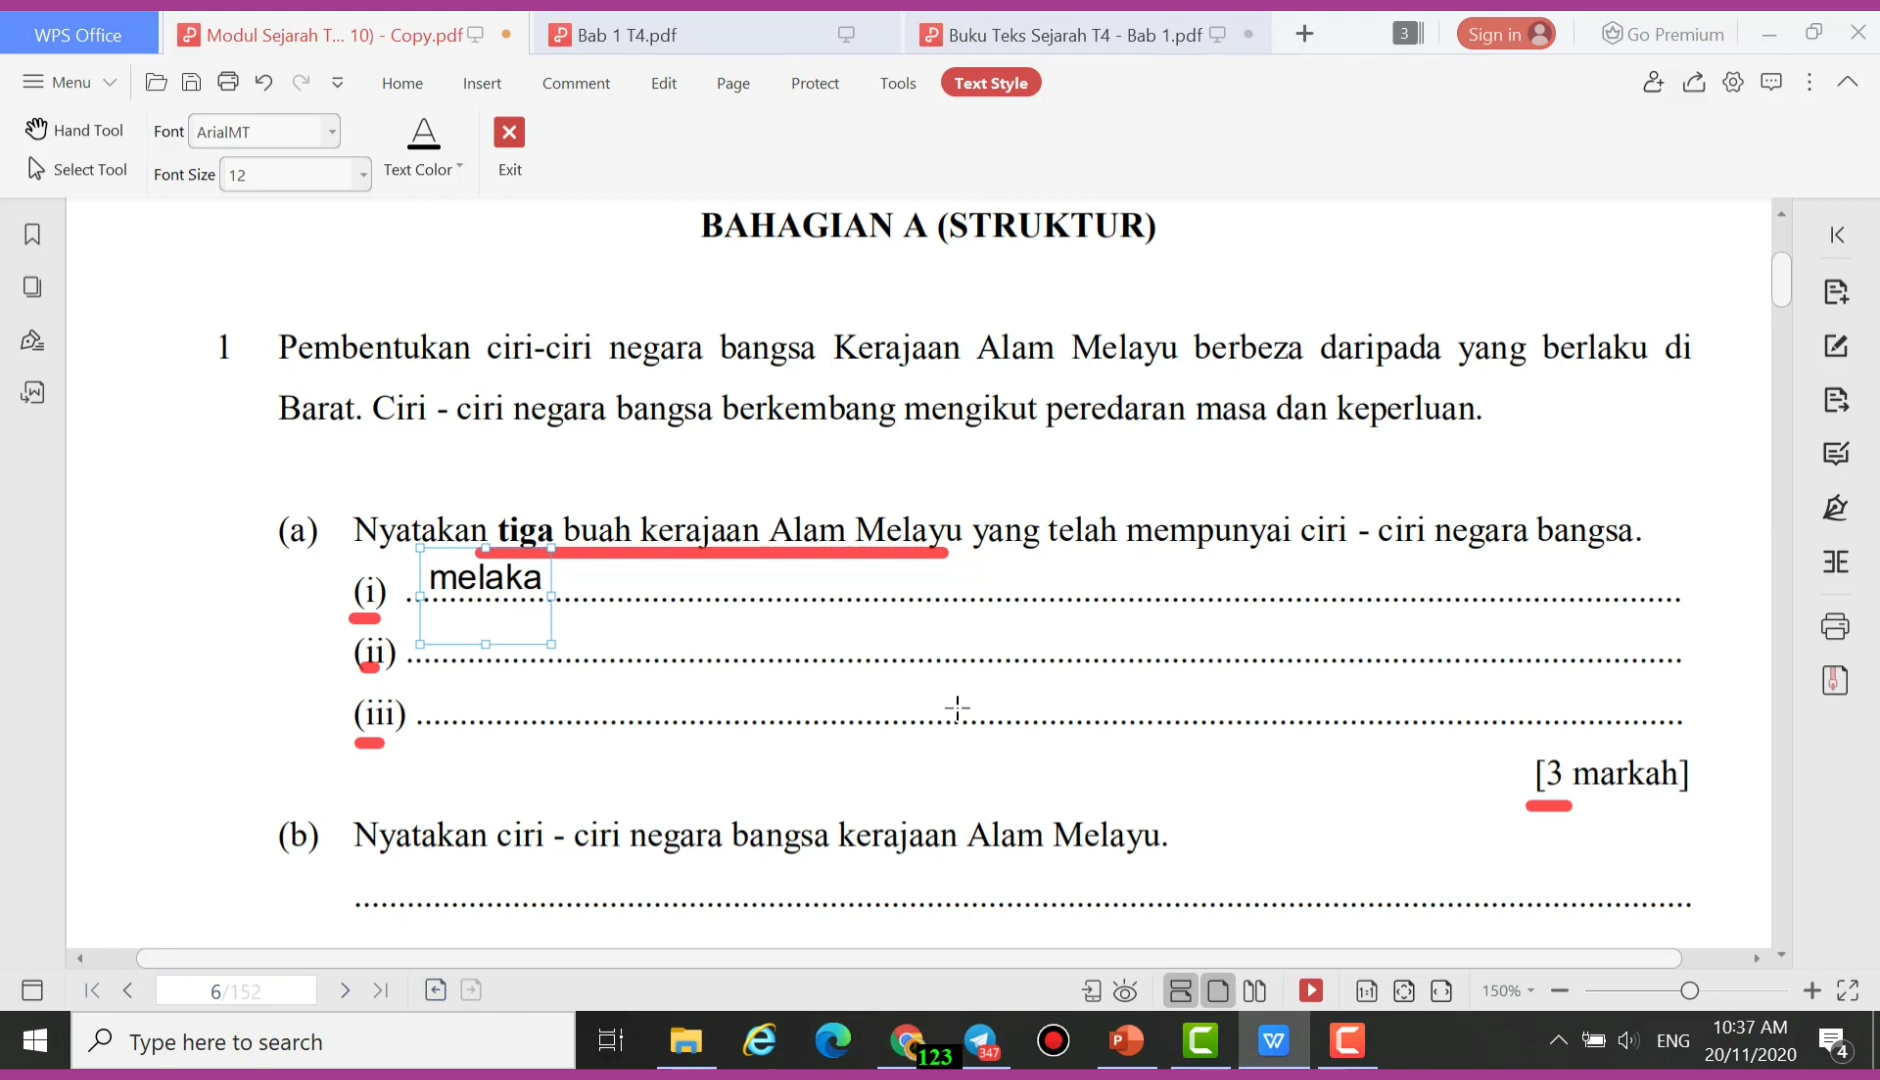 WPS Office
Modul Sejarah T... 10) - Copy.pdf
Bab 1 T4.pdf
Buku Teks Sejarah T4 - Bab 1.pdf
3
Sign in
Go Premium
Menu
Home
Insert
Comment
Edit
Page
Protect
Tools
Text Style
Hand Tool
Font ArialMT
Select Tool
Font Size 12
Text Color
Exit
BAHAGIAN A (STRUKTUR)
1 Pembentukan ciri-ciri negara bangsa Kerajaan Alam Melayu berbeza daripada yang berlaku di
Barat. Ciri - ciri negara bangsa berkembang mengikut peredaran masa dan keperluan.
(a) Nyatakan tiga buah kerajaan Alam Melayu yang telah mempunyai ciri - ciri negara bangsa.
(i) melaka
(ii)
(iii)
[3 markah]
(b) Nyatakan ciri - ciri negara bangsa kerajaan Alam Melayu.
6/152
150%
Type here to search
123
347
ENG
10:37 AM
20/11/2020
4